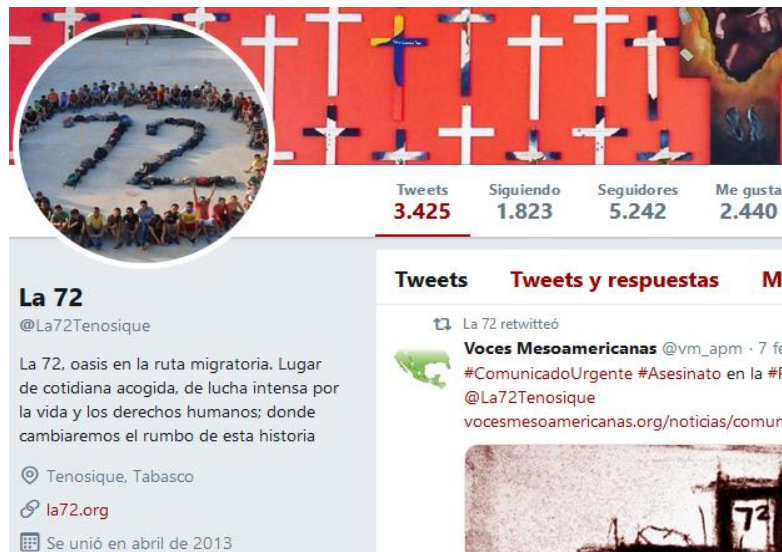 72
Tweets Siguiendo Seguidores Me gusta
3.425 1.823 5.242 2.440
La 72
@La72Tenosique
La 72, oasis en la ruta migratoria. Lugar
de cotidiana acogida, de lucha intensa por
la vida y los derechos humanos; donde
cambiaremos el rumbo de esta historia
Tenosique, Tabasco
la72.org
Se unió en abril de 2013
Tweets Tweets y respuestas M
La 72 retwitteó
Voces Mesoamericanas @vm_apm · 7 fe
#ComunicadoUrgente #Asesinato en la #
@La72Tenosique
vocesmesoamericanas.org/noticias/comun
72